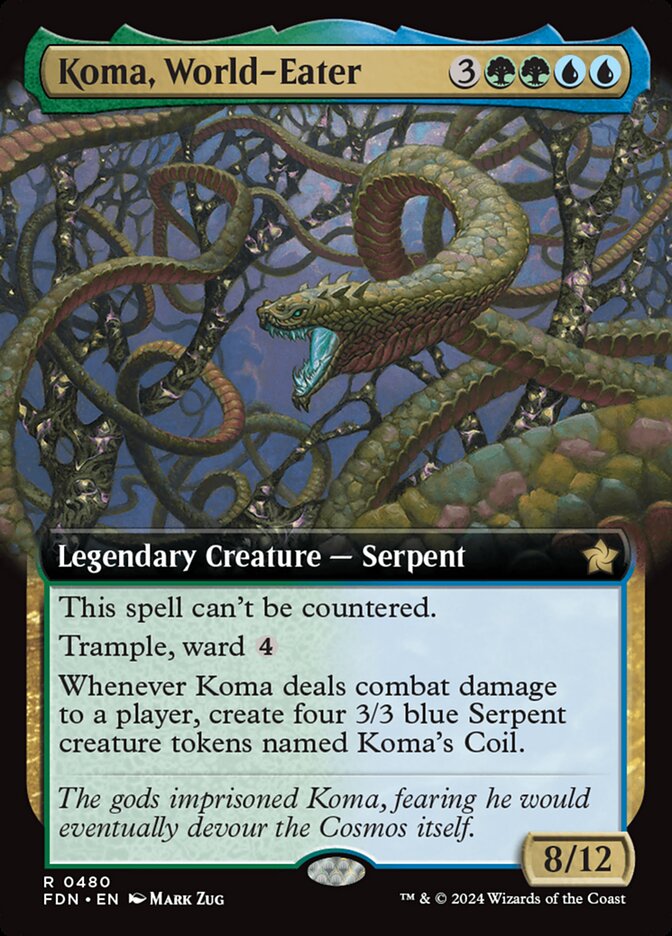 Koma, World-Eater 3
Legendary Creature — Serpent
This spell can't be countered.
Trample, ward 4
Whenever Koma deals combat damage
to a player, create four 3/3 blue Serpent
creature tokens named Koma's Coil.
The gods imprisoned Koma, fearing he would
eventually devour the Cosmos itself.
8/12
R 0480
FDN • EN Mark Zug
™ & © 2024 Wizards of the Coast